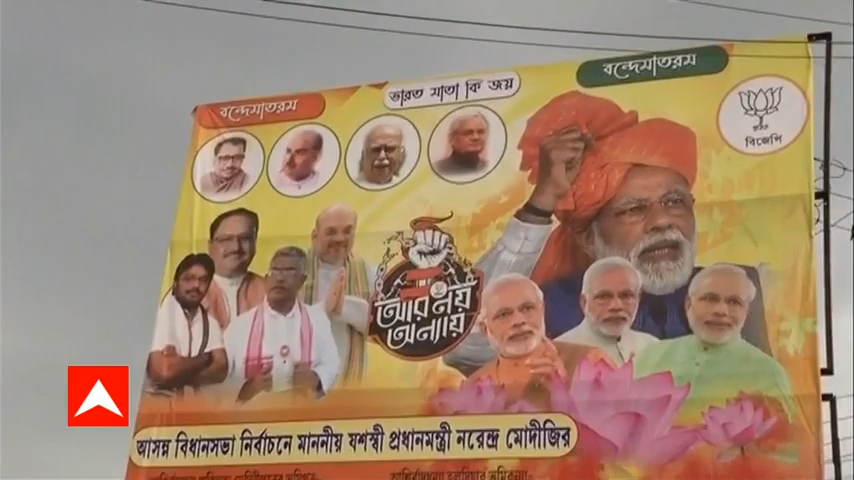 বন্দেমাতরম
ভারত মাতা কি জয়
বন্দেমাতরম
বিজেপি
আর নয়
অন্যায়
আসন্ন বিধানসভা নির্বাচনে মাননীয় যশস্বী প্রধানমন্ত্রী নরেন্দ্র মোদীজির